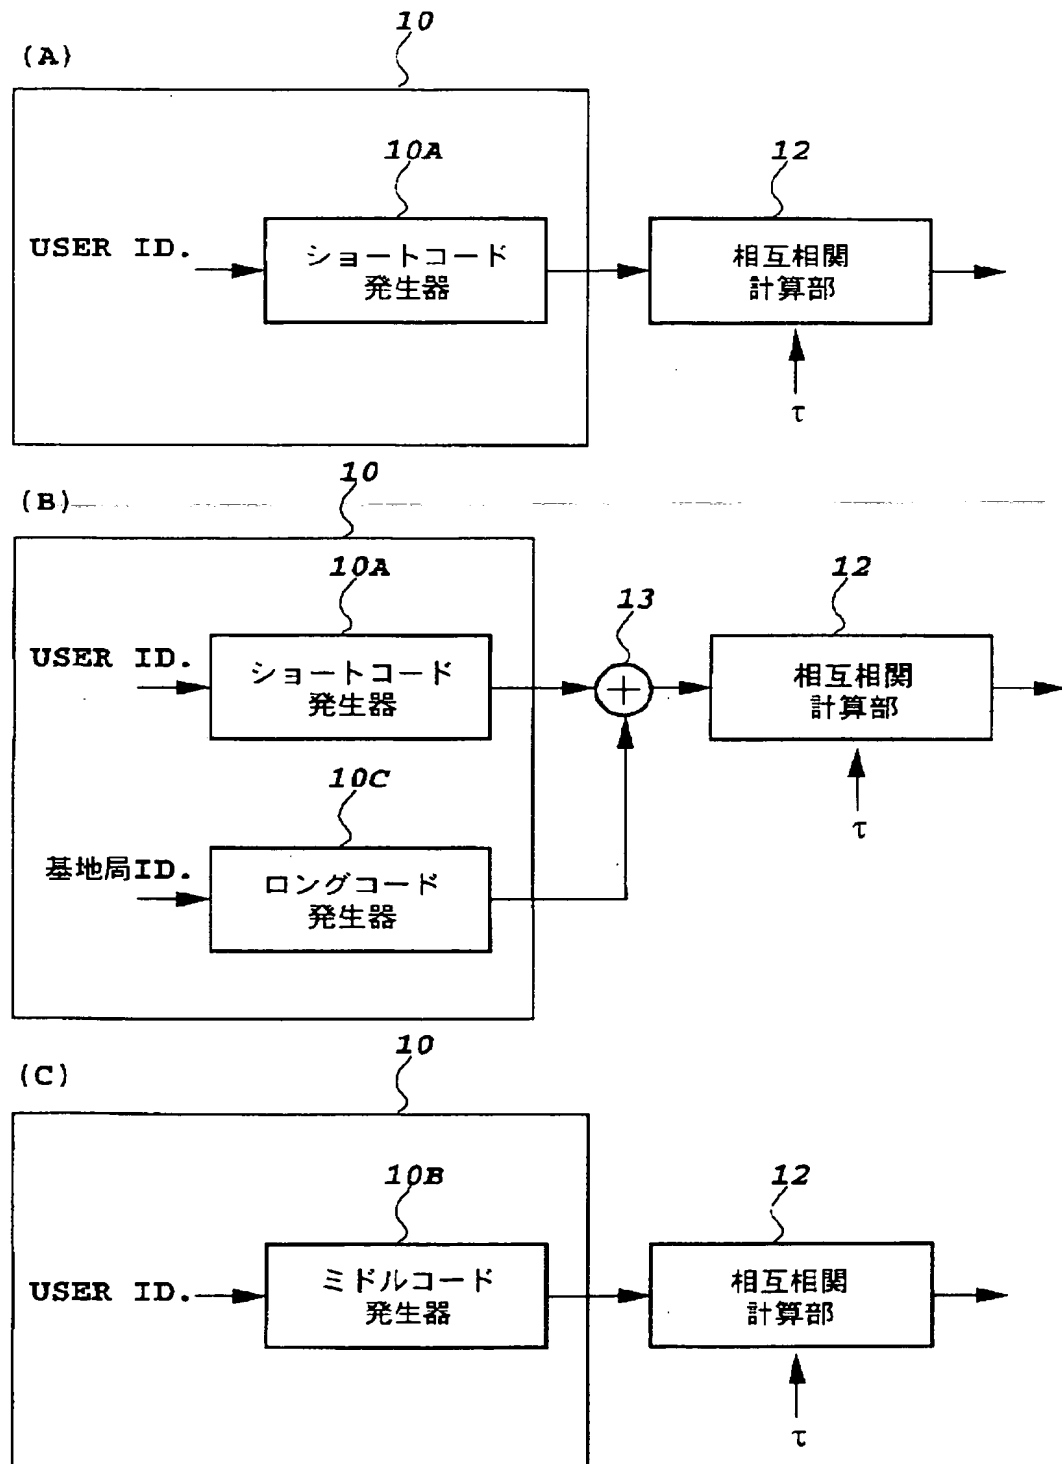 (A)
10
10A
12
USER ID.
ショートコード
発生器
相互相関
計算部
τ
(B)
10
10A
13
12
USER ID.
ショートコード
発生器
+
相互相関
計算部
τ
10C
基地局ID.
ロングコード
発生器
(C)
10
10B
12
USER ID.
ミドルコード
発生器
相互相関
計算部
τ